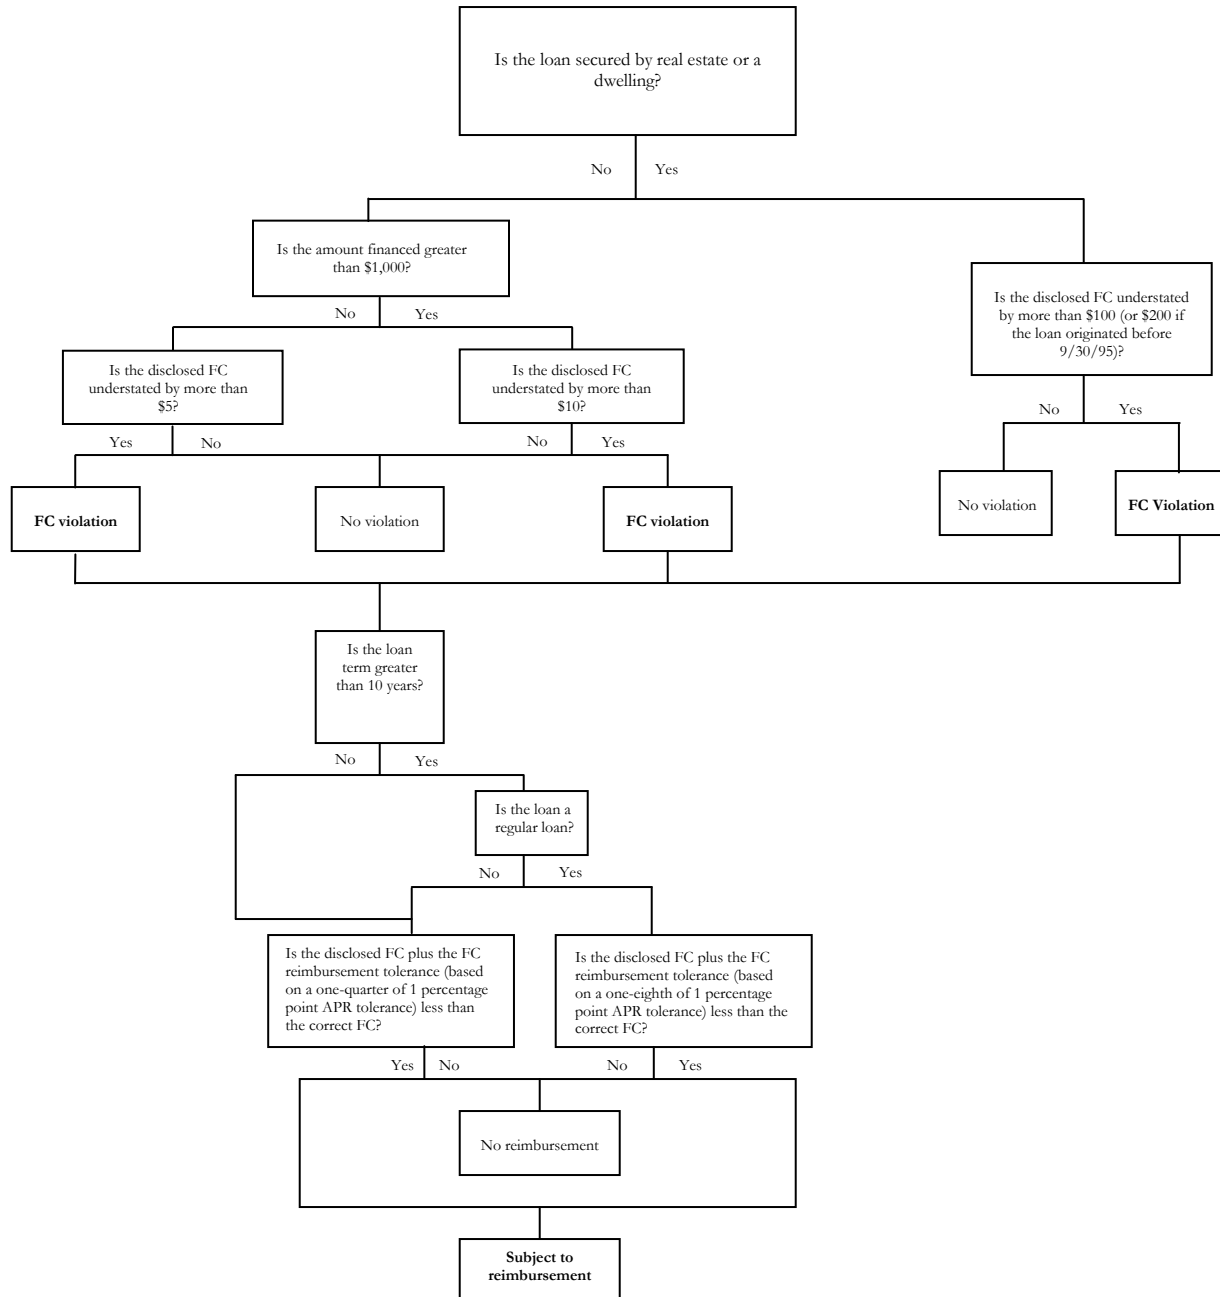 Is the loan secured by real estate or a
dwelling?
No
Yes
Is the amount financed greater
than $1,000?
Is the disclosed FC understated
by more than $100 (or $200 if
the loan originated before
9/30/95)?
No
Yes
Is the disclosed FC
understated by more than
$5?
Is the disclosed FC
understated by more than
$10?
No
Yes
Yes
No
No
Yes
FC violation
No violation
FC violation
No violation
FC Violation
Is the loan
term greater
than 10 years?
No
Yes
Is the loan a
regular loan?
No
Yes
Is the disclosed FC plus the FC
reimbursement tolerance (based
on a one-quarter of 1 percentage
point APR tolerance) less than
the correct FC?
Is the disclosed FC plus the FC
reimbursement tolerance (based
on a one-eighth of 1 percentage
point APR tolerance) less than the
correct FC?
Yes
No
No
Yes
No reimbursement
Subject to
reimbursement